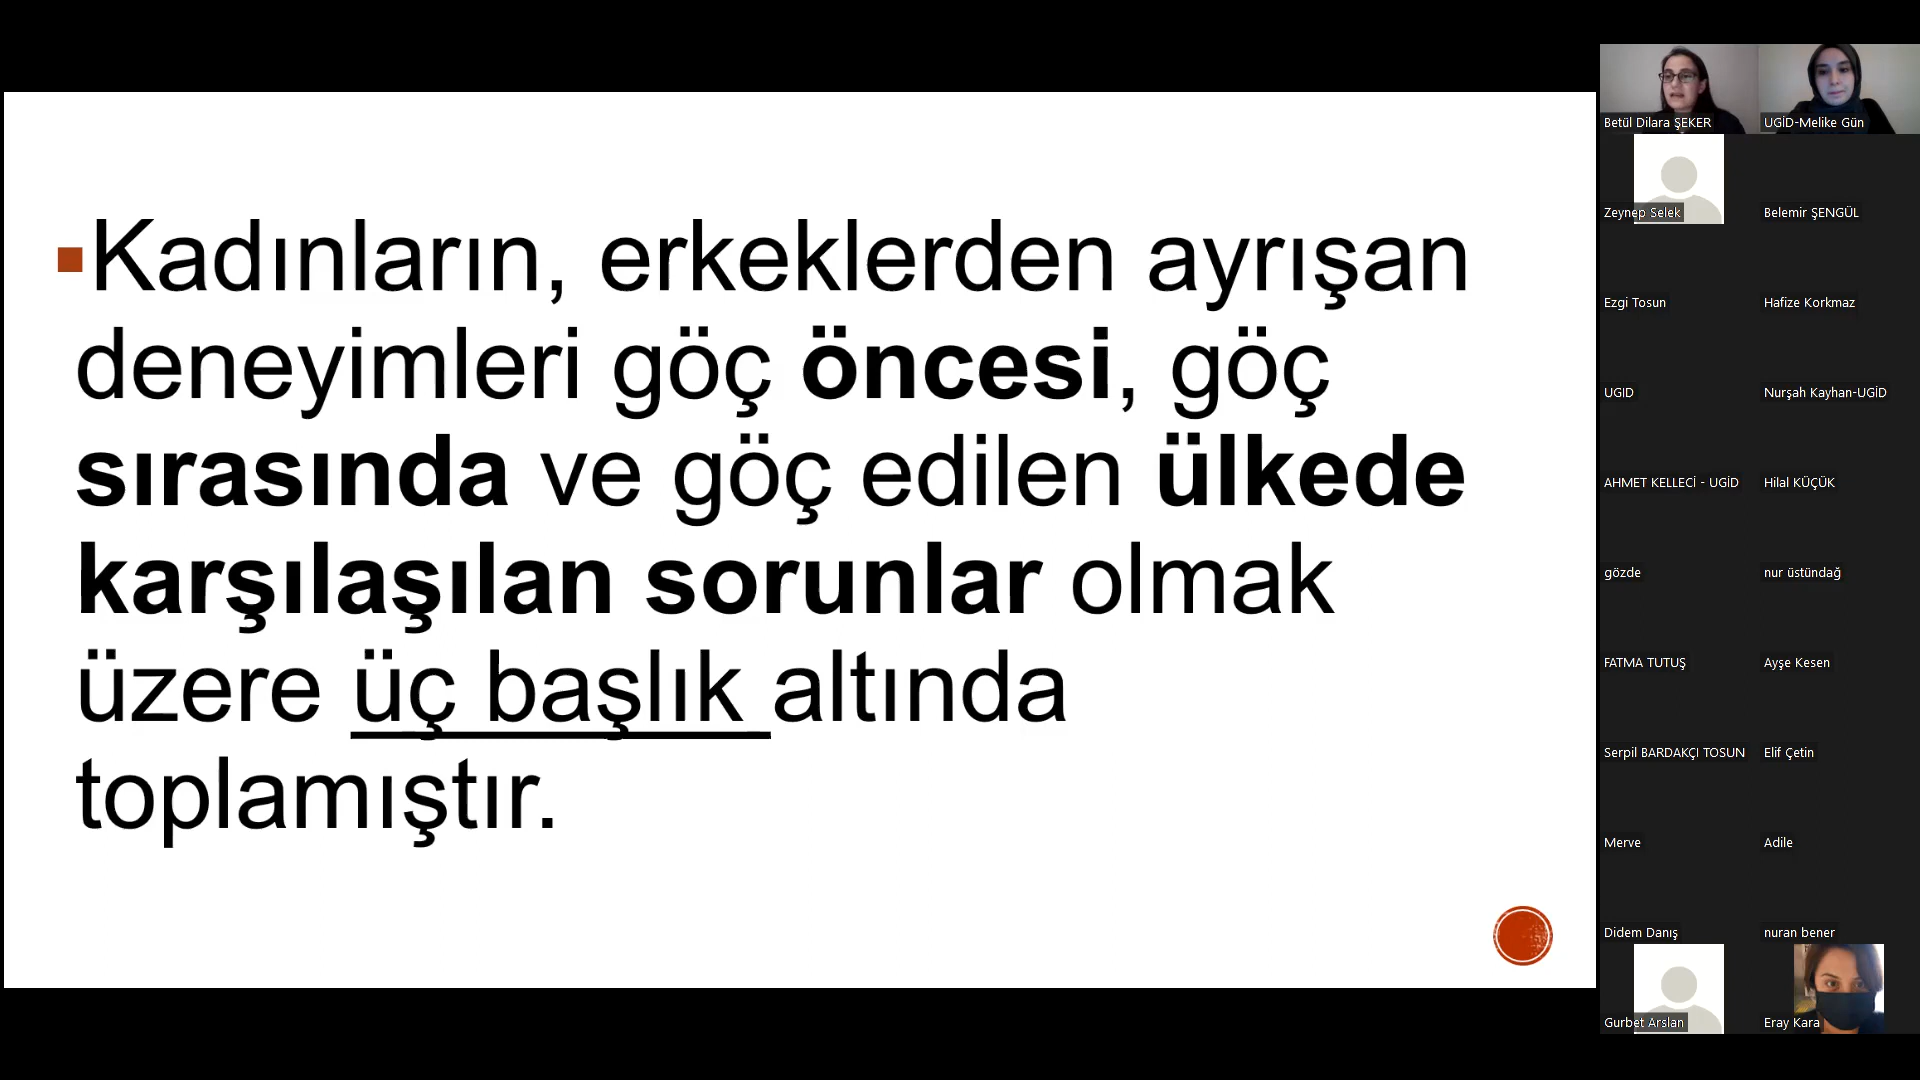 Kadınların, erkeklerden ayrışan
deneyimleri göç öncesi, göç
sırasında ve göç edilen ülkede
karşılaşılan sorunlar olmak
üzere üç başlık altında
toplamıştır.
Betül Dilara ŞEKER
UGİD-Melike Gün
Zeynep Selek
Belemir ŞENGÜL
Ezgi Tosun
Hafize Korkmaz
UGID
Nurşah Kayhan-UGİD
AHMET KELLECİ - UGİD
Hilal KÜÇÜK
gözde
nur üstündağ
FATMA TUTUŞ
Ayşe Kesen
Serpil BARDAKÇI TOSUN
Elif Çetin
Merve
Adile
Didem Danış
nuran bener
Gurbet Arslan
Eray Kara